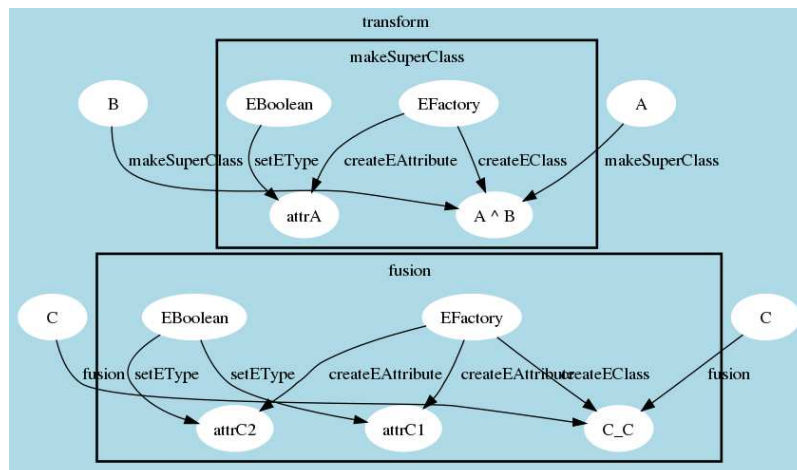 transform
makeSuperClass
B EBoolean EFactory A
makeSuperClass setEType createEAttribute createEClass makeSuperClass
attrA A ^ B
fusion
C EBoolean EFactory C
fusion setEType setEType createEAttribute createEAttribute createEClass fusion
attrC2 attrC1 C_C